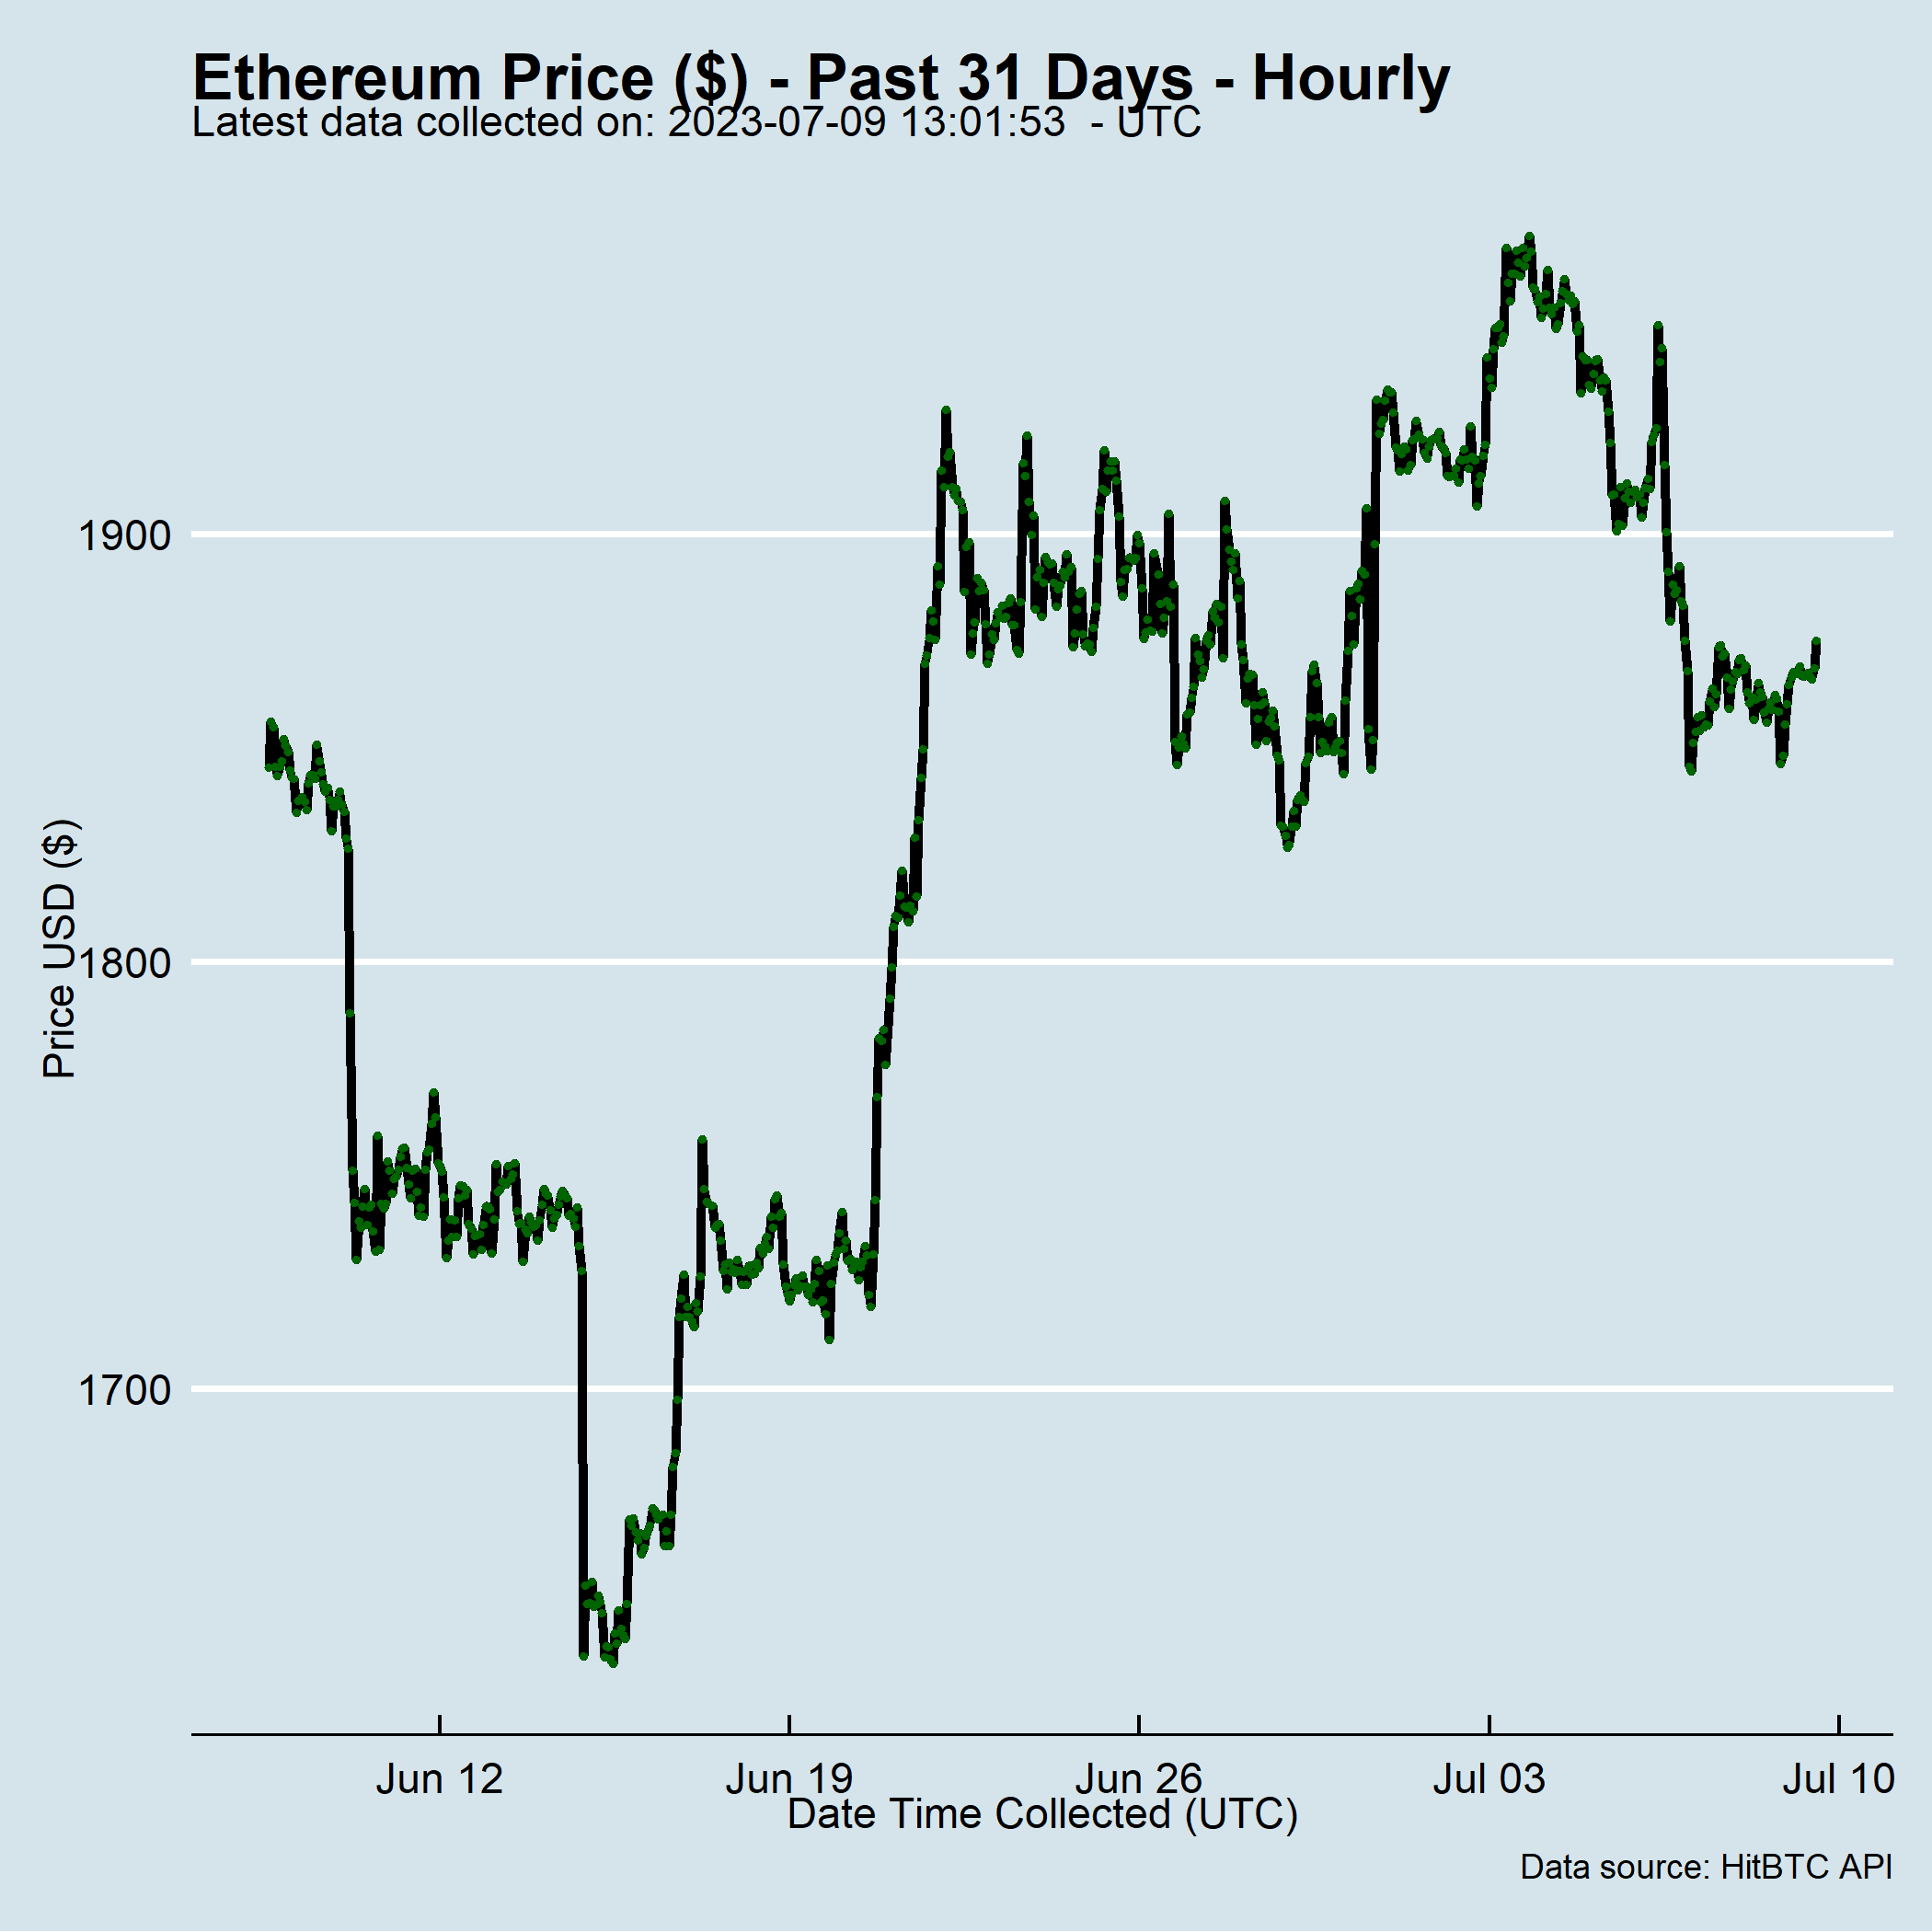 Ethereum Price ($) - Past 31 Days - Hourly
Latest data collected on: 2023-07-09 13:01:53  - UTC
Price USD ($)
1900
1800
1700
Jun 12
Jun 19
Jun 26
Jul 03
Jul 10
Date Time Collected (UTC)
Data source: HitBTC API